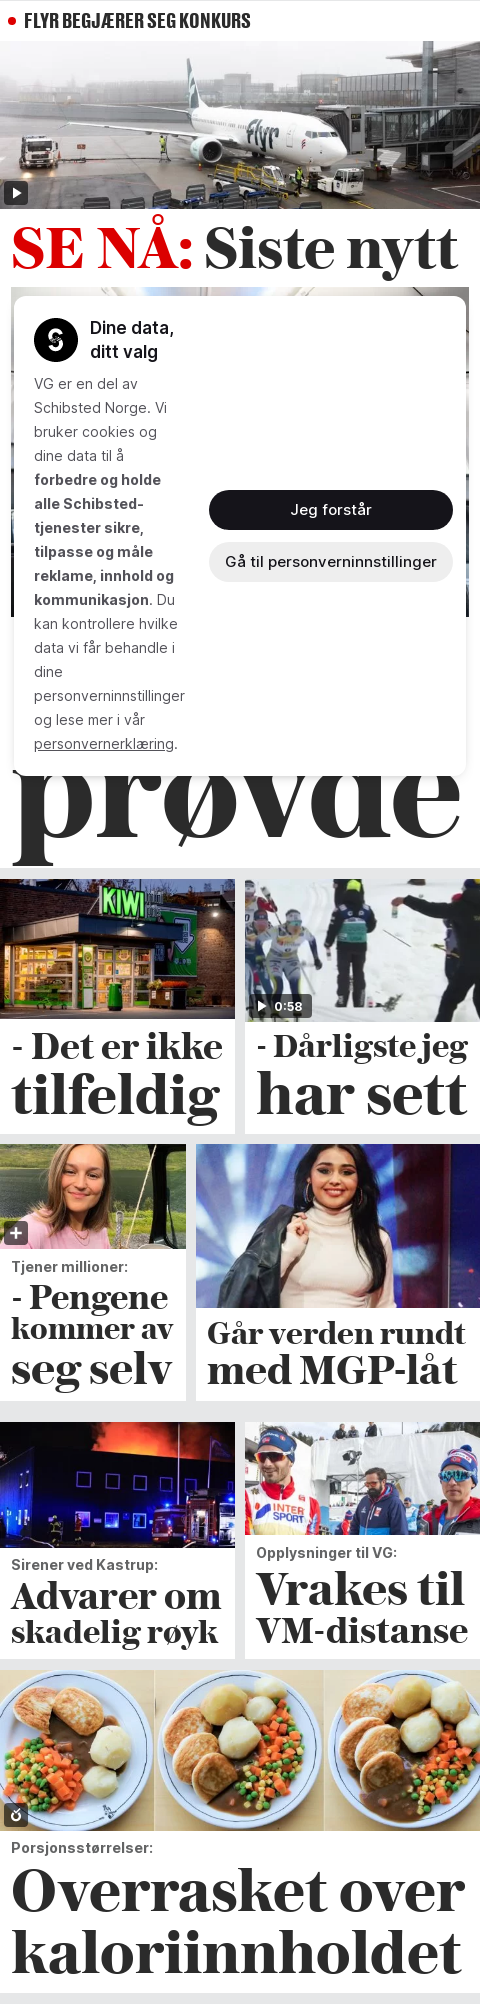 FLYR BEGJÆRER SEG KONKURS
Flyr
SE NÅ: Siste nytt
Dine data,
ditt valg
VG er en del av
Schibsted Norge. Vi
bruker cookies og
dine data til å
forbedre og holde
alle Schibsted-
tjenester sikre,
tilpasse og måle
reklame, innhold og
kommunikasjon. Du
kan kontrollere hvilke
data vi får behandle i
dine
personverninnstillinger
og lese mer i vår
personvernerklæring.
Jeg forstår
Gå til personverninnstillinger
prøvde
KIWI
0:58
- Det er ikke
tilfeldig
- Dårligste jeg
har sett
Tjener millioner:
- Pengene
kommer av
seg selv
Går verden rundt
med MGP-låt
INTER
SPORT
Sirener ved Kastrup:
Advarer om
skadelig røyk
Opplysninger til VG:
Vrakes til
VM-distanse
Porsjonsstørrelser:
Overrasket over
kaloriinnholdet